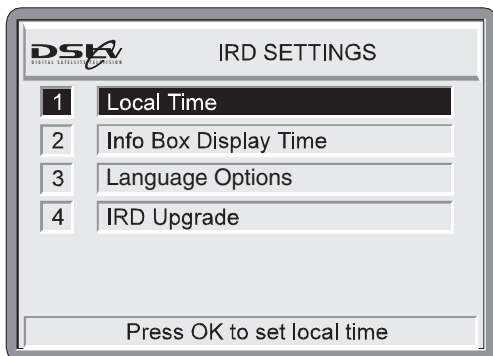 DStv
DIGITAL SATELLITE TELEVISION
IRD SETTINGS
1 Local Time
2 Info Box Display Time
3 Language Options
4 IRD Upgrade
Press OK to set local time